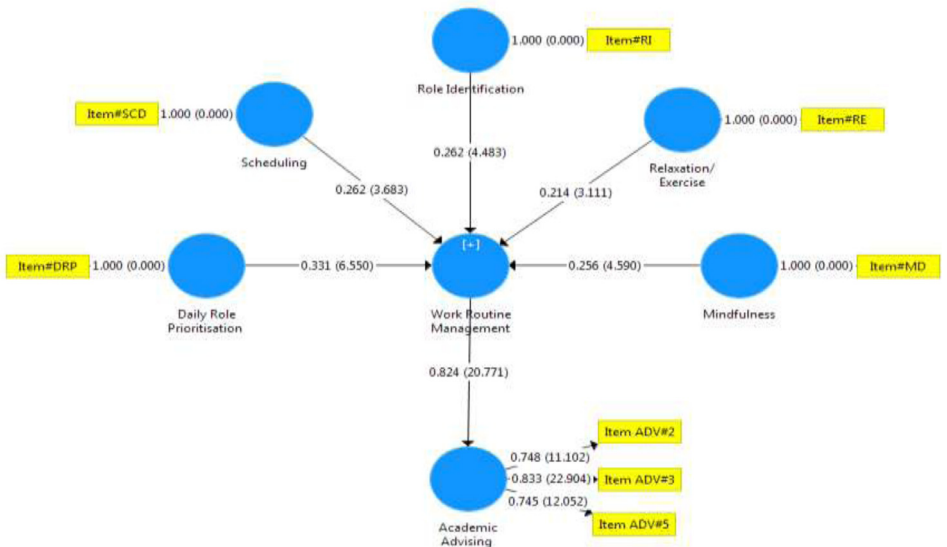 1.000 (0.000)
Item#RI
Role Identification
Item#SCD
1.000 (0.000)
Scheduling
1.000 (0.000)
Item#RE
Relaxation/
Exercise
0.262 (4.483)
0.262 (3.683)
0.214 (3.111)
[+]
Item#DRP
1.000 (0.000)
Daily Role
Prioritisation
0.331 (6.550)
Work Routine
Management
0.256 (4.590)
Mindfulness
1.000 (0.000)
Item#MD
0.824 (20.771)
Academic
Advising
0.748 (11.102)
Item ADV#2
0.833 (22.904)
Item ADV#3
0.745 (12.052)
Item ADV#5